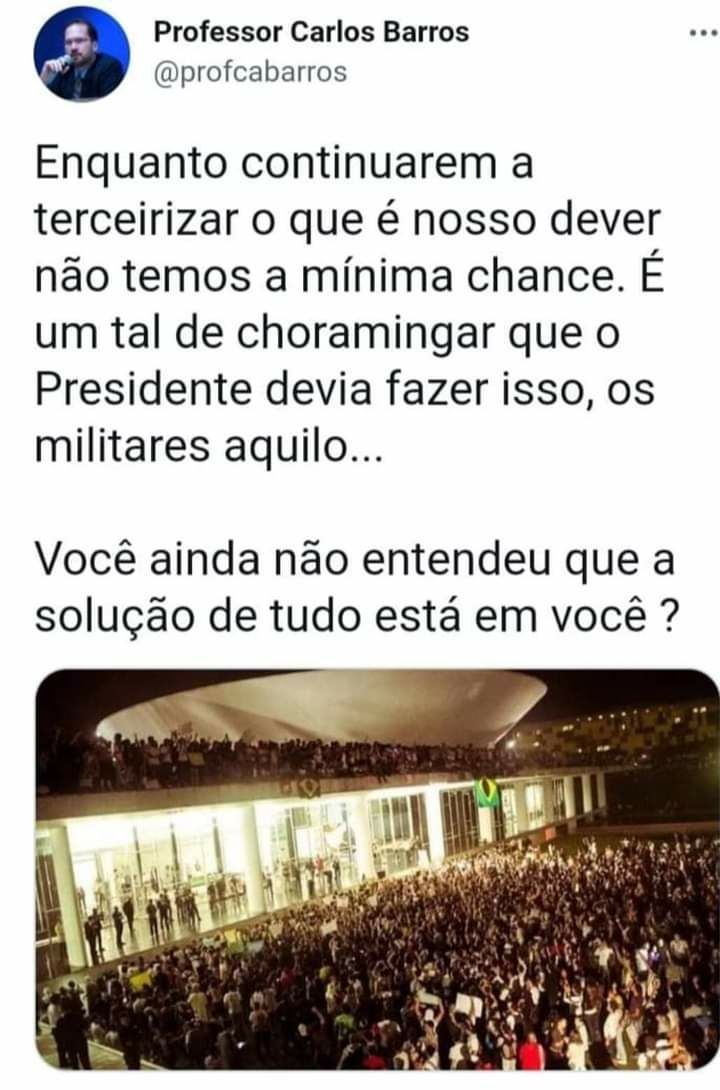 Professor Carlos Barros
@profcabarros
Enquanto continuarem a
terceirizar o que é nosso dever
não temos a mínima chance. É
um tal de choramingar que o
Presidente devia fazer isso, os
militares aquilo...
Você ainda não entendeu que a
solução de tudo está em você ?